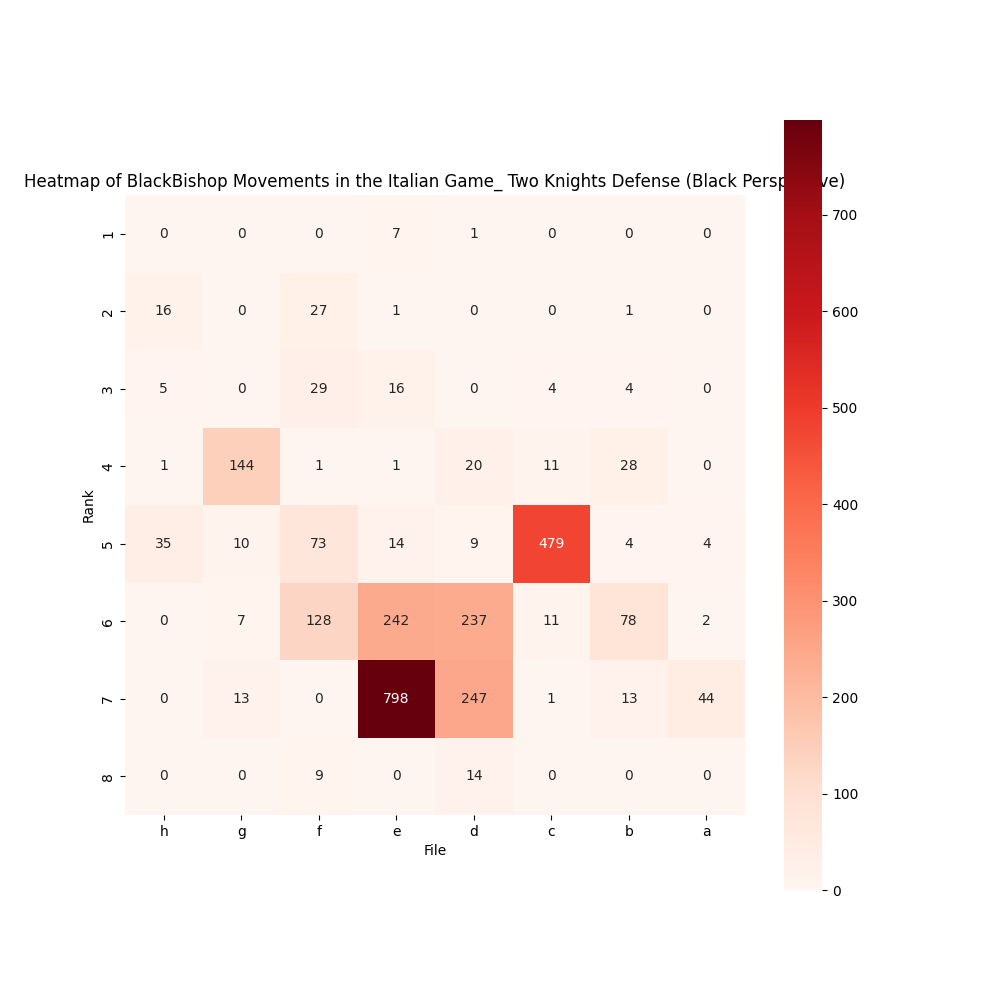 Heatmap of BlackBishop Movements in the Italian Game_ Two Knights Defense (Black Persp ve)
1 0 0 0 7 1 0 0 0
2 16 0 27 1 0 0 1 0
3 5 0 29 16 0 4 4 0
4 1 144 1 1 20 11 28 0
5 35 10 73 14 9 479 4 4
6 0 7 128 242 237 11 78 2
7 0 13 0 798 247 1 13 44
8 0 0 9 0 14 0 0 0
h g f e d c b a
File
Rank
700
600
500
400
300
200
100
0